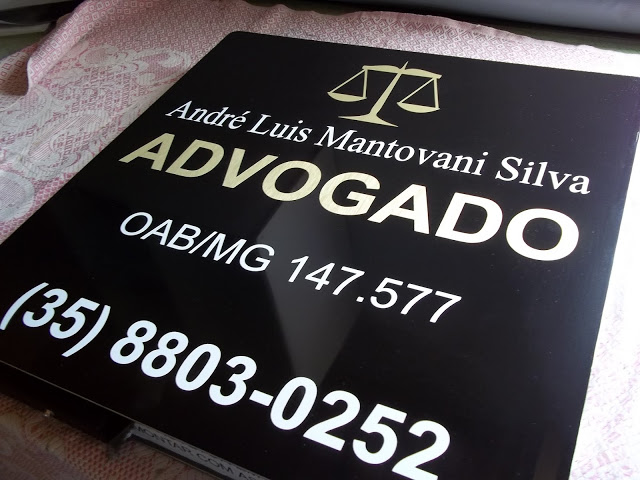 André Luis Mantovani Silva
ADVOGADO
OAB/MG 147.577
(35) 8803-0252